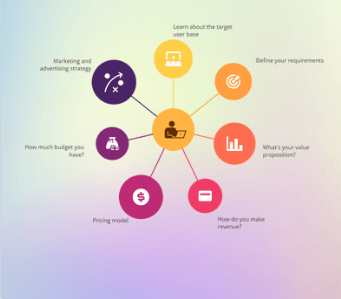 Learn about the target
user base
Define your requirements
What's your value
proposition?
How do you make
revenue?
Pricing model
How much budget you
have?
Marketing and
advertising strategy